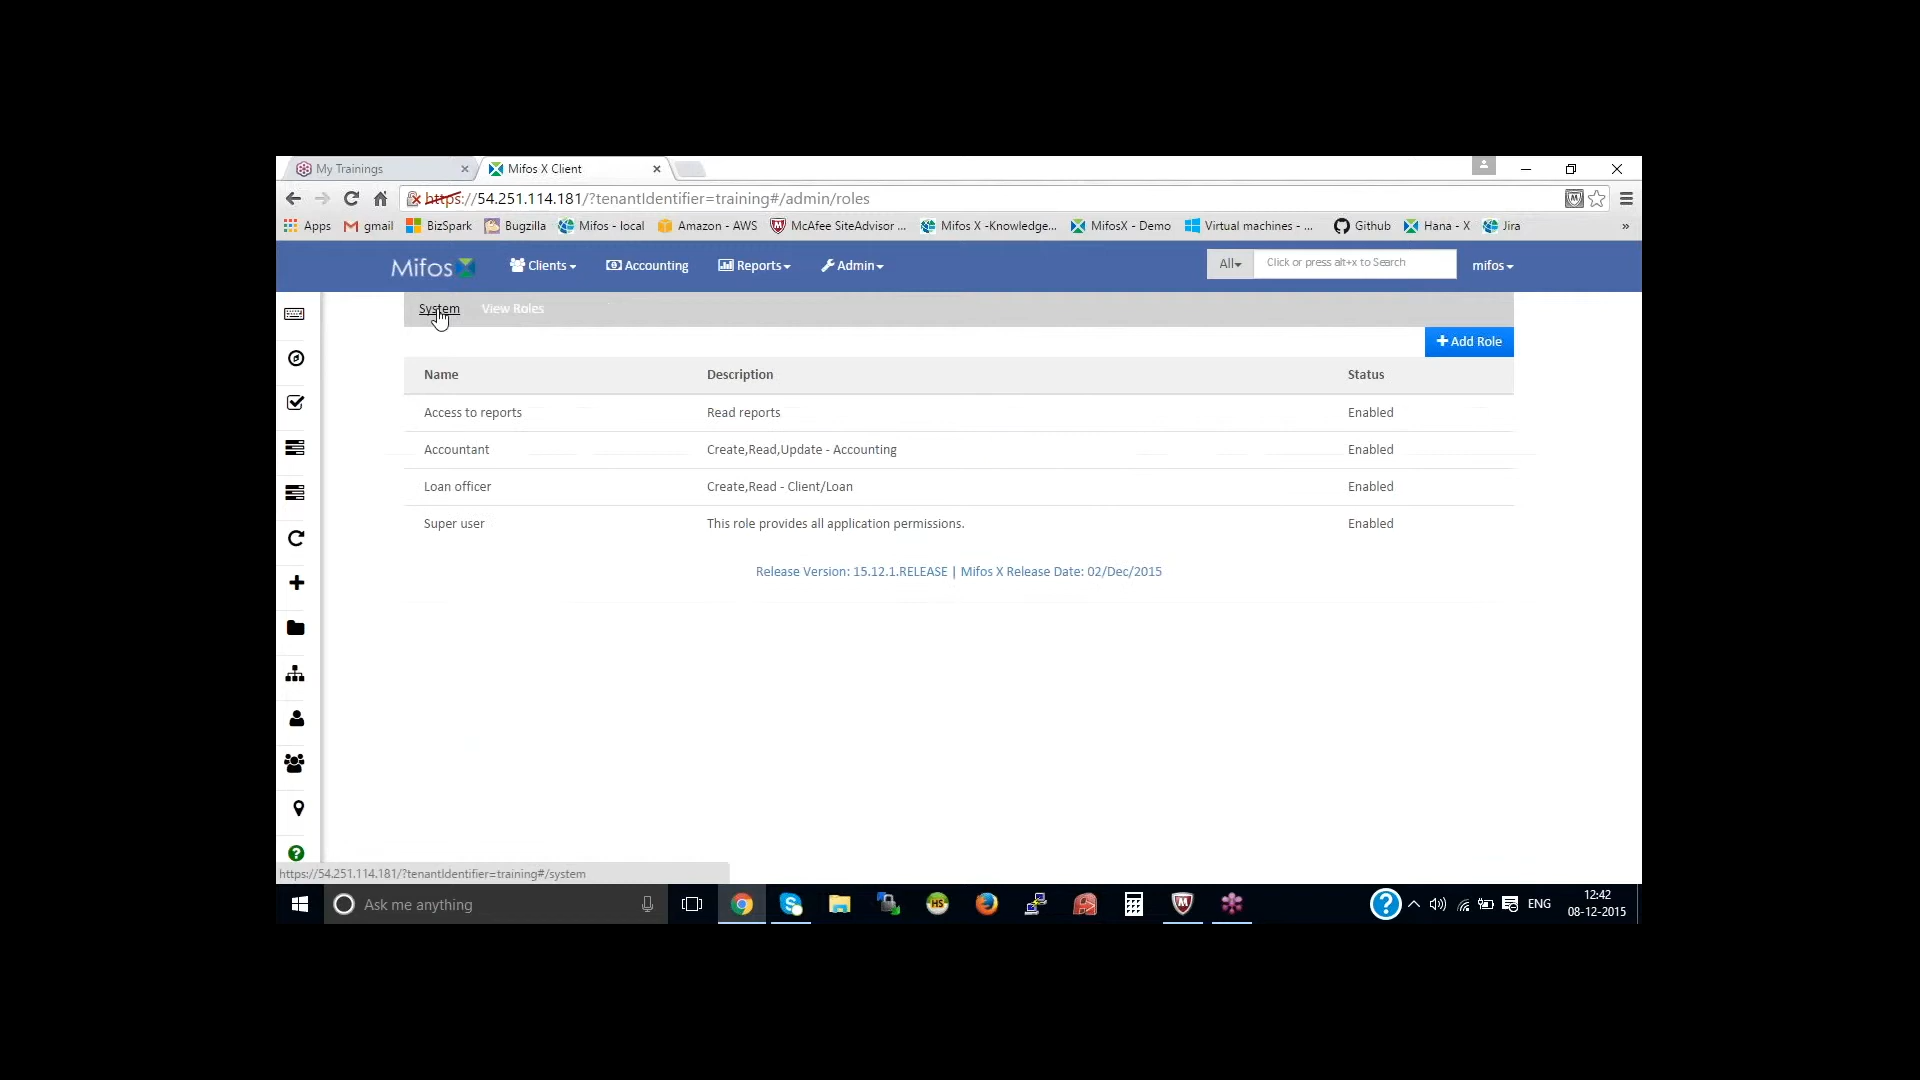 My Trainings
Mifos X Client
https://54.251.114.181/?tenantIdentifier=training#/admin/roles
Apps gmail BizSpark Bugzilla Mifos - local Amazon - AWS McAfee SiteAdvisor ... Mifos X -Knowledge... MifosX - Demo Virtual machines - ... Github Hana - X Jira »
Mifos Clients Accounting Reports Admin All Click or press alt+x to Search mifos
System View Roles
Add Role
Name Description Status
Access to reports Read reports Enabled
Accountant Create,Read,Update - Accounting Enabled
Loan officer Create,Read - Client/Loan Enabled
Super user This role provides all application permissions. Enabled
Release Version: 15.12.1.RELEASE | Mifos X Release Date: 02/Dec/2015
https://54.251.114.181/?tenantIdentifier=training#/system
Ask me anything
HS
ENG
12:42
08-12-2015